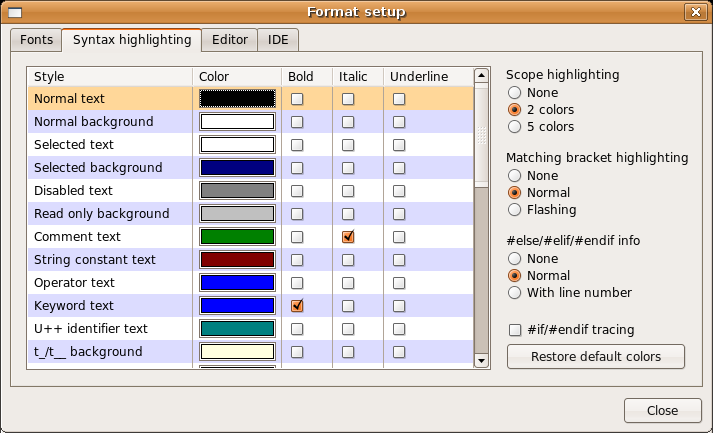 Format setup
Fonts Syntax highlighting Editor IDE
Style Color Bold Italic Underline
Normal text
Normal background
Selected text
Selected background
Disabled text
Read only background
Comment text
String constant text
Operator text
Keyword text
U++ identifier text
t_/t__ background
Scope highlighting
None
2 colors
5 colors
Matching bracket highlighting
None
Normal
Flashing
#else/#elif/#endif info
None
Normal
With line number
#if/#endif tracing
Restore default colors
Close